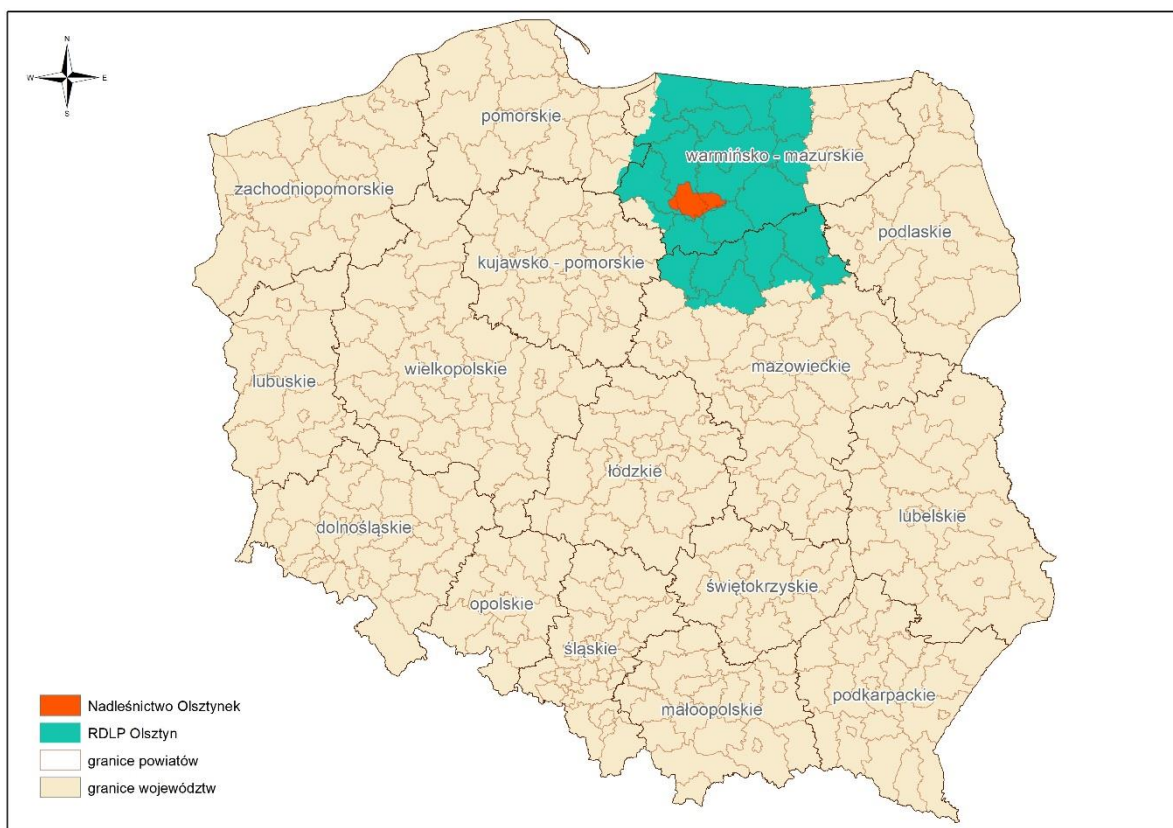 N
W E
S
pomorskie
warmińsko - mazurskie
zachodniopomorskie
podlaskie
kujawsko - pomorskie
mazowieckie
wielkopolskie
lubuskie
łódzkie
lubelskie
dolnośląskie
świętokrzyskie
opolskie
śląskie
podkarpackie
małoopolskie
Nadleśnictwo Olsztynek
RDLP Olsztyn
granice powiatów
granice województw